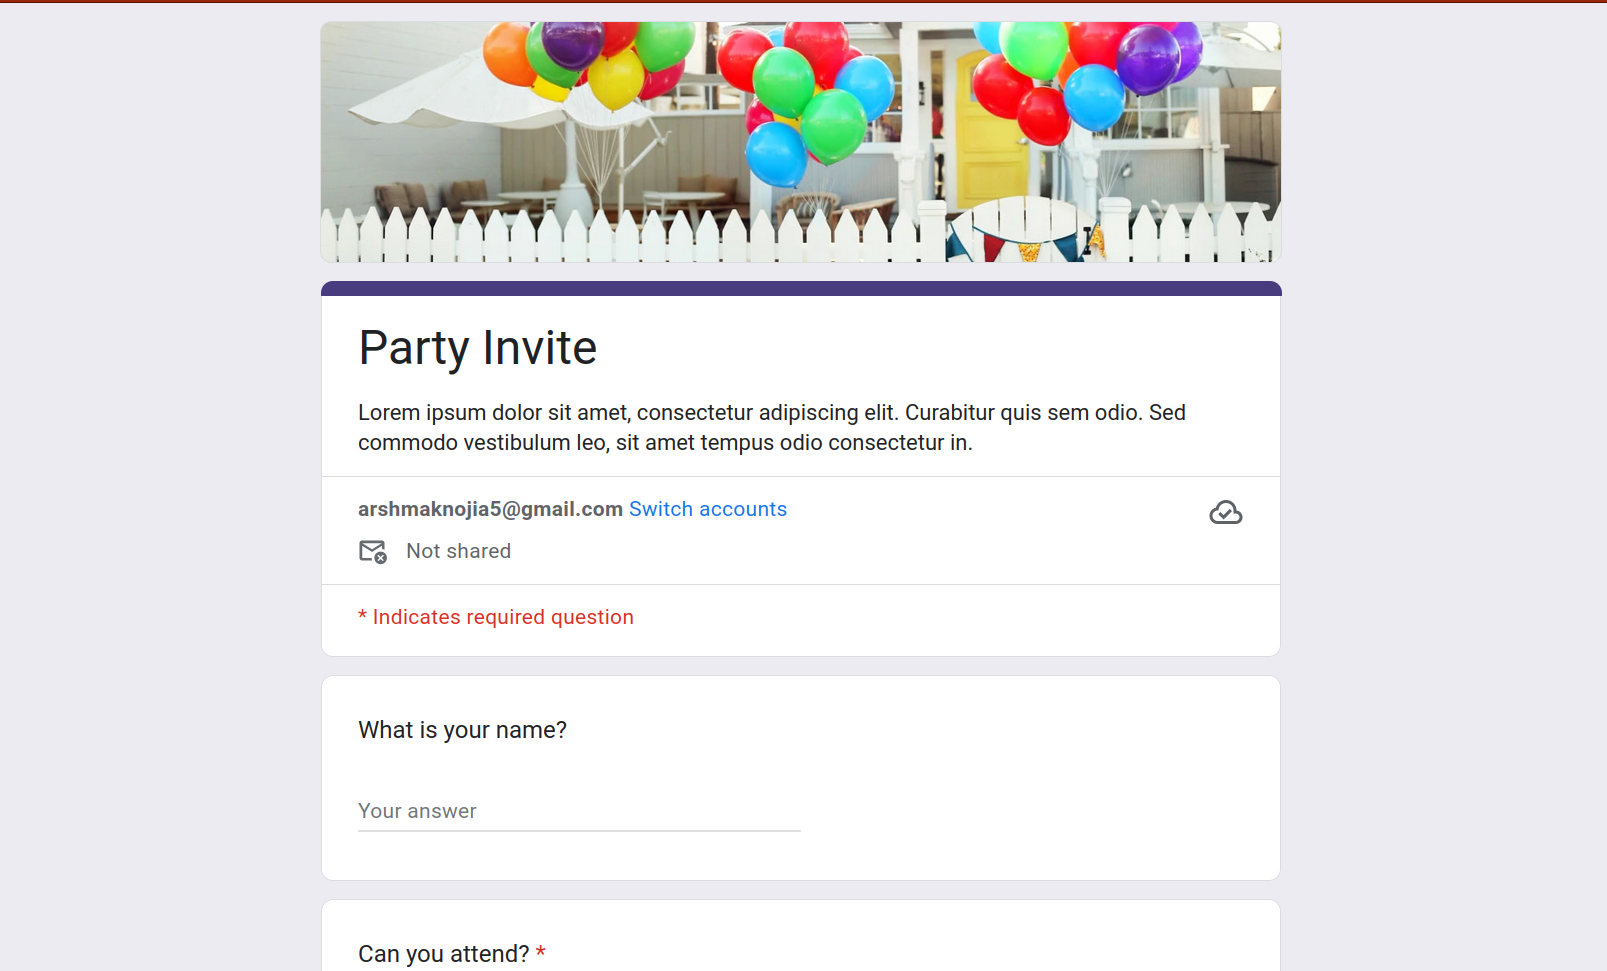 Party Invite
Lorem ipsum dolor sit amet, consectetur adipiscing elit. Curabitur quis sem odio. Sed
commodo vestibulum leo, sit amet tempus odio consectetur in.
arshmaknojia5@gmail.com Switch accounts
Not shared
* Indicates required question
What is your name?
Your answer
Can you attend? *